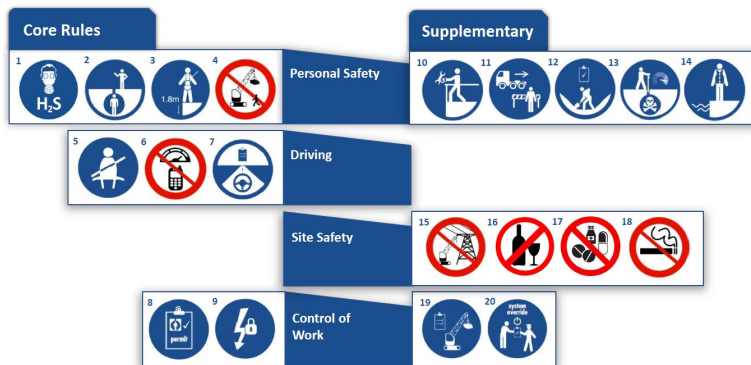 Core Rules
Supplementary
1 2 3 4
H₂S
1.8m
Personal Safety
10 11 12 13 14
5 6 7
Driving
Site Safety
15 16 17 18
8 9
permit
Control of
Work
19 20
system
override